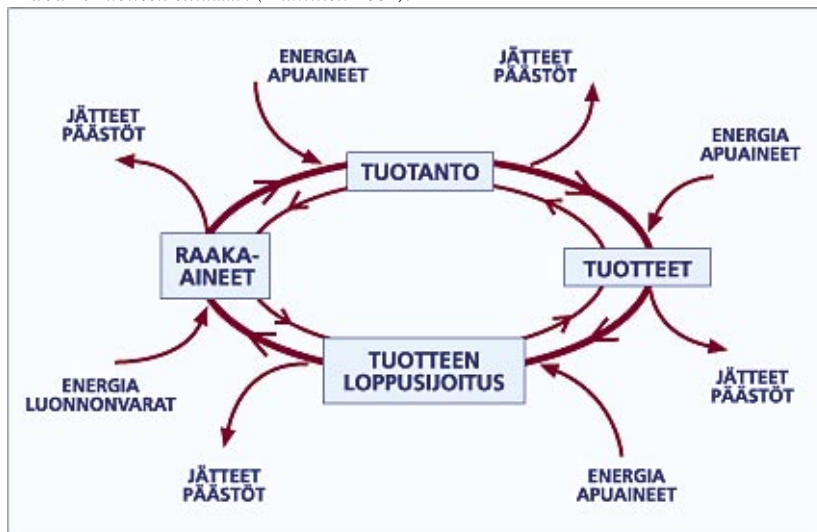 ENERGIA
APUAINEET
JÄTTEET
PÄÄSTÖT
JÄTTEET
PÄÄSTÖT
ENERGIA
APUAINEET
TUOTANTO
RAAKA-
AINEET
TUOTTEET
TUOTTEEN
LOPPUSIJOITUS
ENERGIA
LUONNONVARAT
JÄTTEET
PÄÄSTÖT
JÄTTEET
PÄÄSTÖT
ENERGIA
APUAINEET